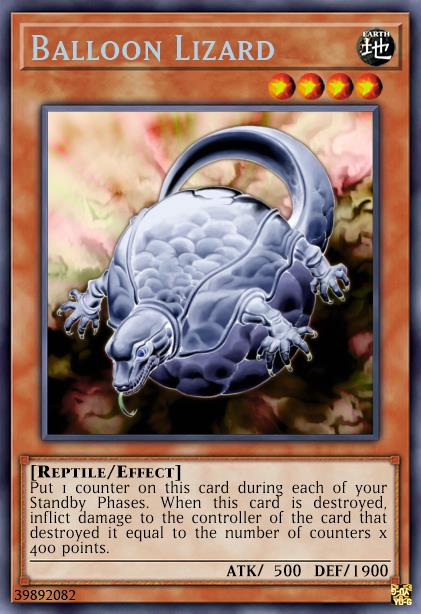 BALLOON LIZARD
EARTH
地
[REPTILE/EFFECT]
Put 1 counter on this card during each of your
Standby Phases. When this card is destroyed,
inflict damage to the controller of the card that
destroyed it equal to the number of counters x
400 points.
ATK/ 500 DEF/1900
39892082